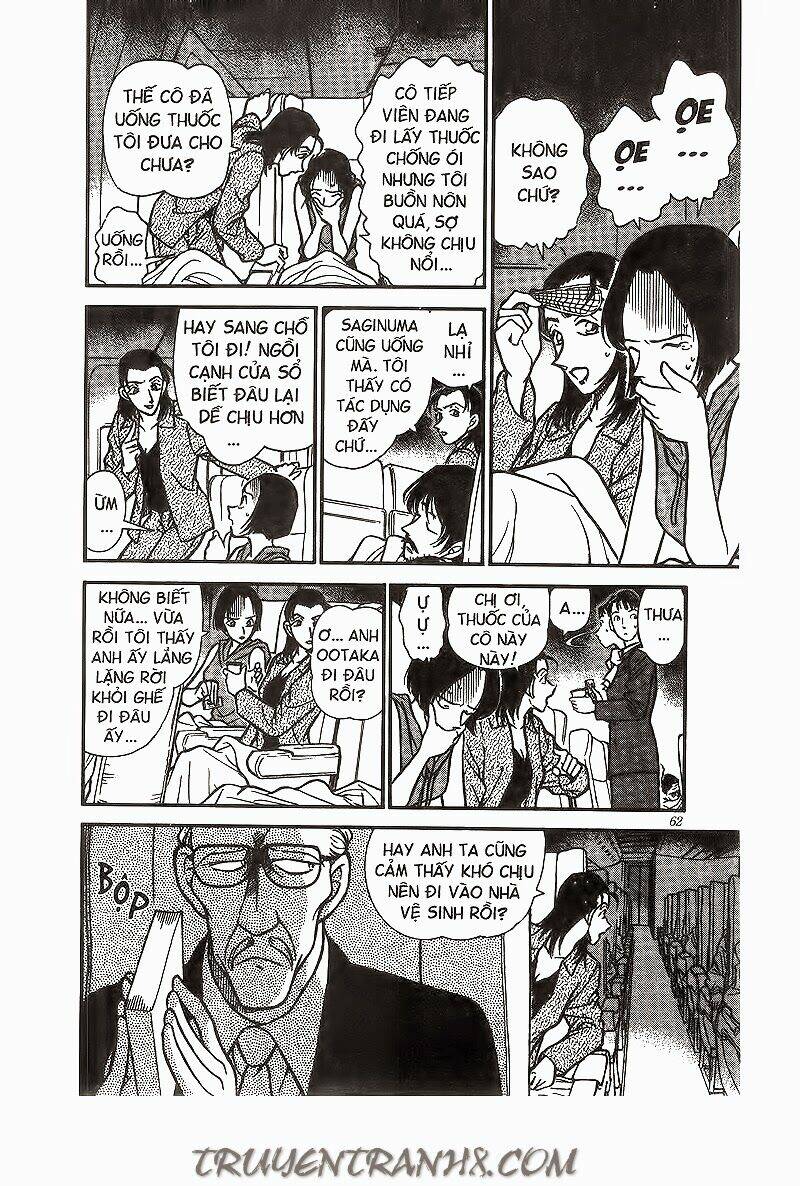 ỌE
...
ỌE
...
KHÔNG
SAO
CHỨ?
CÔ TIẾP
VIÊN ĐANG
ĐI LẤY THUỐC
CHỐNG ÓI
NHƯNG TÔI
BUỒN NÔN
QUÁ, SỢ
KHÔNG CHỊU
NỔI...
THẾ CÔ ĐÃ
UỐNG THUỐC
TÔI ĐƯA CHO
CHƯA?
UỐNG
RỒI...
LẠ
NHỈ
...
SAGINUMA
CŨNG UỐNG
MÀ. TÔI
THẤY CÓ
TÁC DỤNG
ĐẤY
CHỨ...
HAY SANG CHỖ
TÔI ĐI! NGỒI
CẠNH CỬA SỔ
BIẾT ĐÂU LẠI
DỄ CHỊU HƠN
...
ỪM
...
THƯA
...
A...
CHỊ ƠI,
THUỐC CỦA
CÔ NÀY
NÀY!
Ự
Ự
...
Ơ... ANH
OOTAKA
ĐI ĐÂU
RỒI?
KHÔNG BIẾT
NỮA... VỪA
RỒI TÔI THẤY
ANH ẤY LẲNG
LẶNG RỜI
KHỎI GHẾ
ĐI ĐÂU
ẤY...
62
HAY ANH TA CŨNG
CẢM THẤY KHÓ CHỊU
NÊN ĐI VÀO NHÀ
VỆ SINH RỒI?
BỘP
TRUYENTRANH8.COM